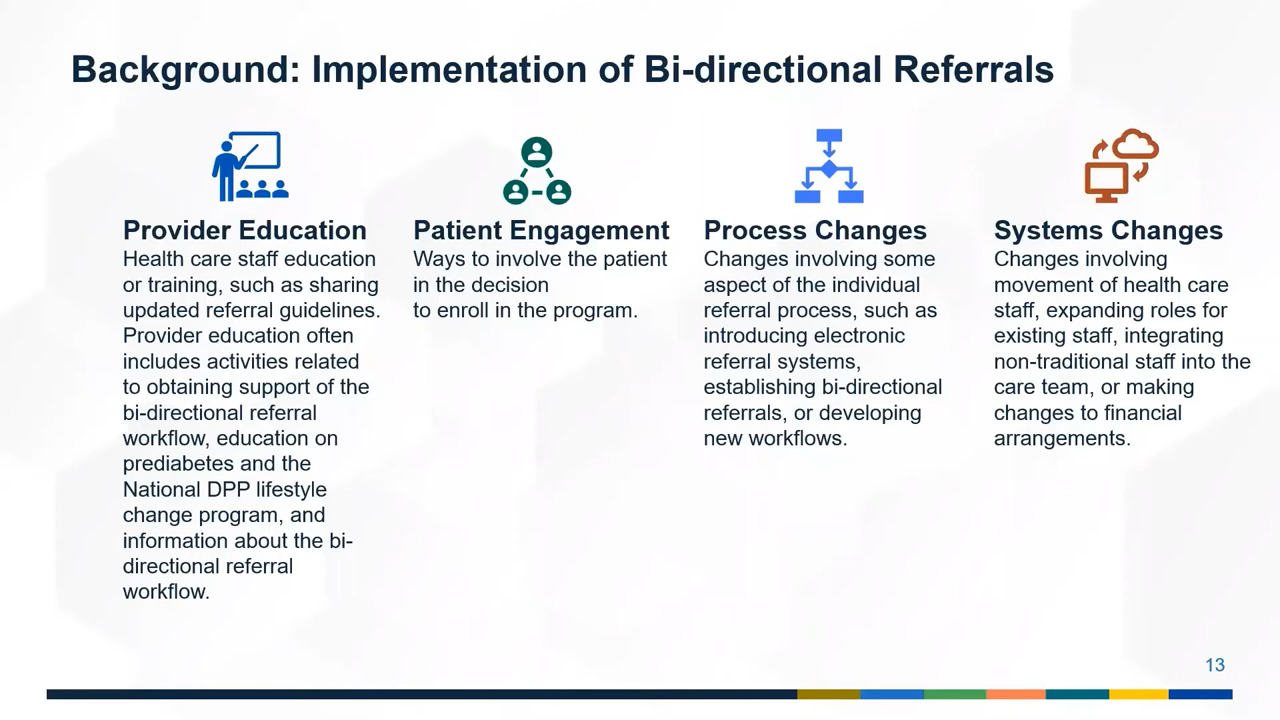 Background: Implementation of Bi-directional Referrals
Provider Education
Health care staff education
or training, such as sharing
updated referral guidelines.
Provider education often
includes activities related
to obtaining support of the
bi-directional referral
workflow, education on
prediabetes and the
National DPP lifestyle
change program, and
information about the bi-
directional referral
workflow.
Patient Engagement
Ways to involve the patient
in the decision
to enroll in the program.
Process Changes
Changes involving some
aspect of the individual
referral process, such as
introducing electronic
referral systems,
establishing bi-directional
referrals, or developing
new workflows.
Systems Changes
Changes involving
movement of health care
staff, expanding roles for
existing staff, integrating
non-traditional staff into the
care team, or making
changes to financial
arrangements.
13